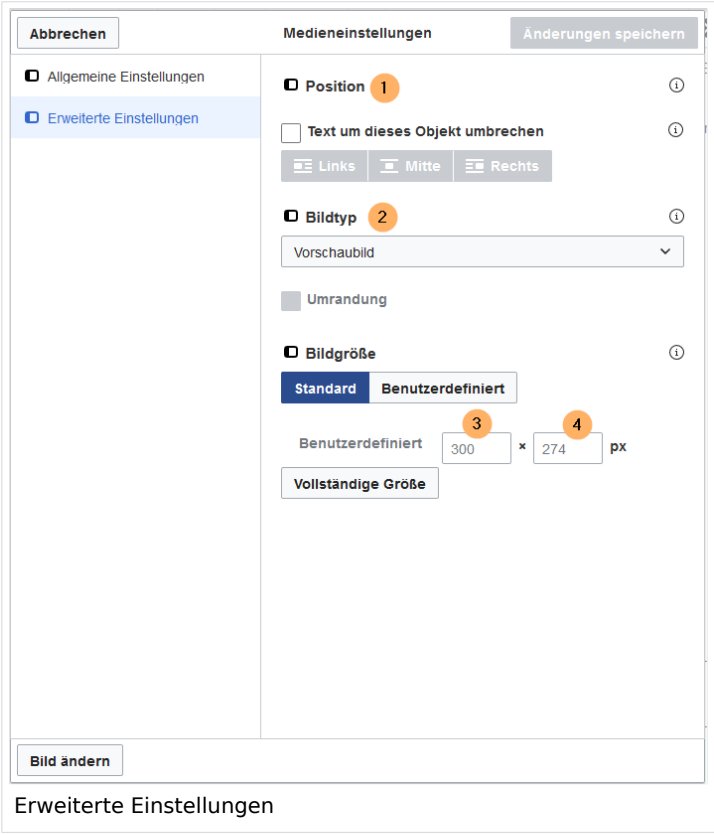 Abbrechen Medieneinstellungen Änderungen speichern
Allgemeine Einstellungen
Erweiterte Einstellungen
Position 1
Text um dieses Objekt umbrechen
Links Mitte Rechts
Bildtyp 2
Vorschaubild
Umrandung
Bildgröße
Standard Benutzerdefiniert
3 4
Benutzerdefiniert 300 × 274 px
Vollständige Größe
Bild ändern
Erweiterte Einstellungen